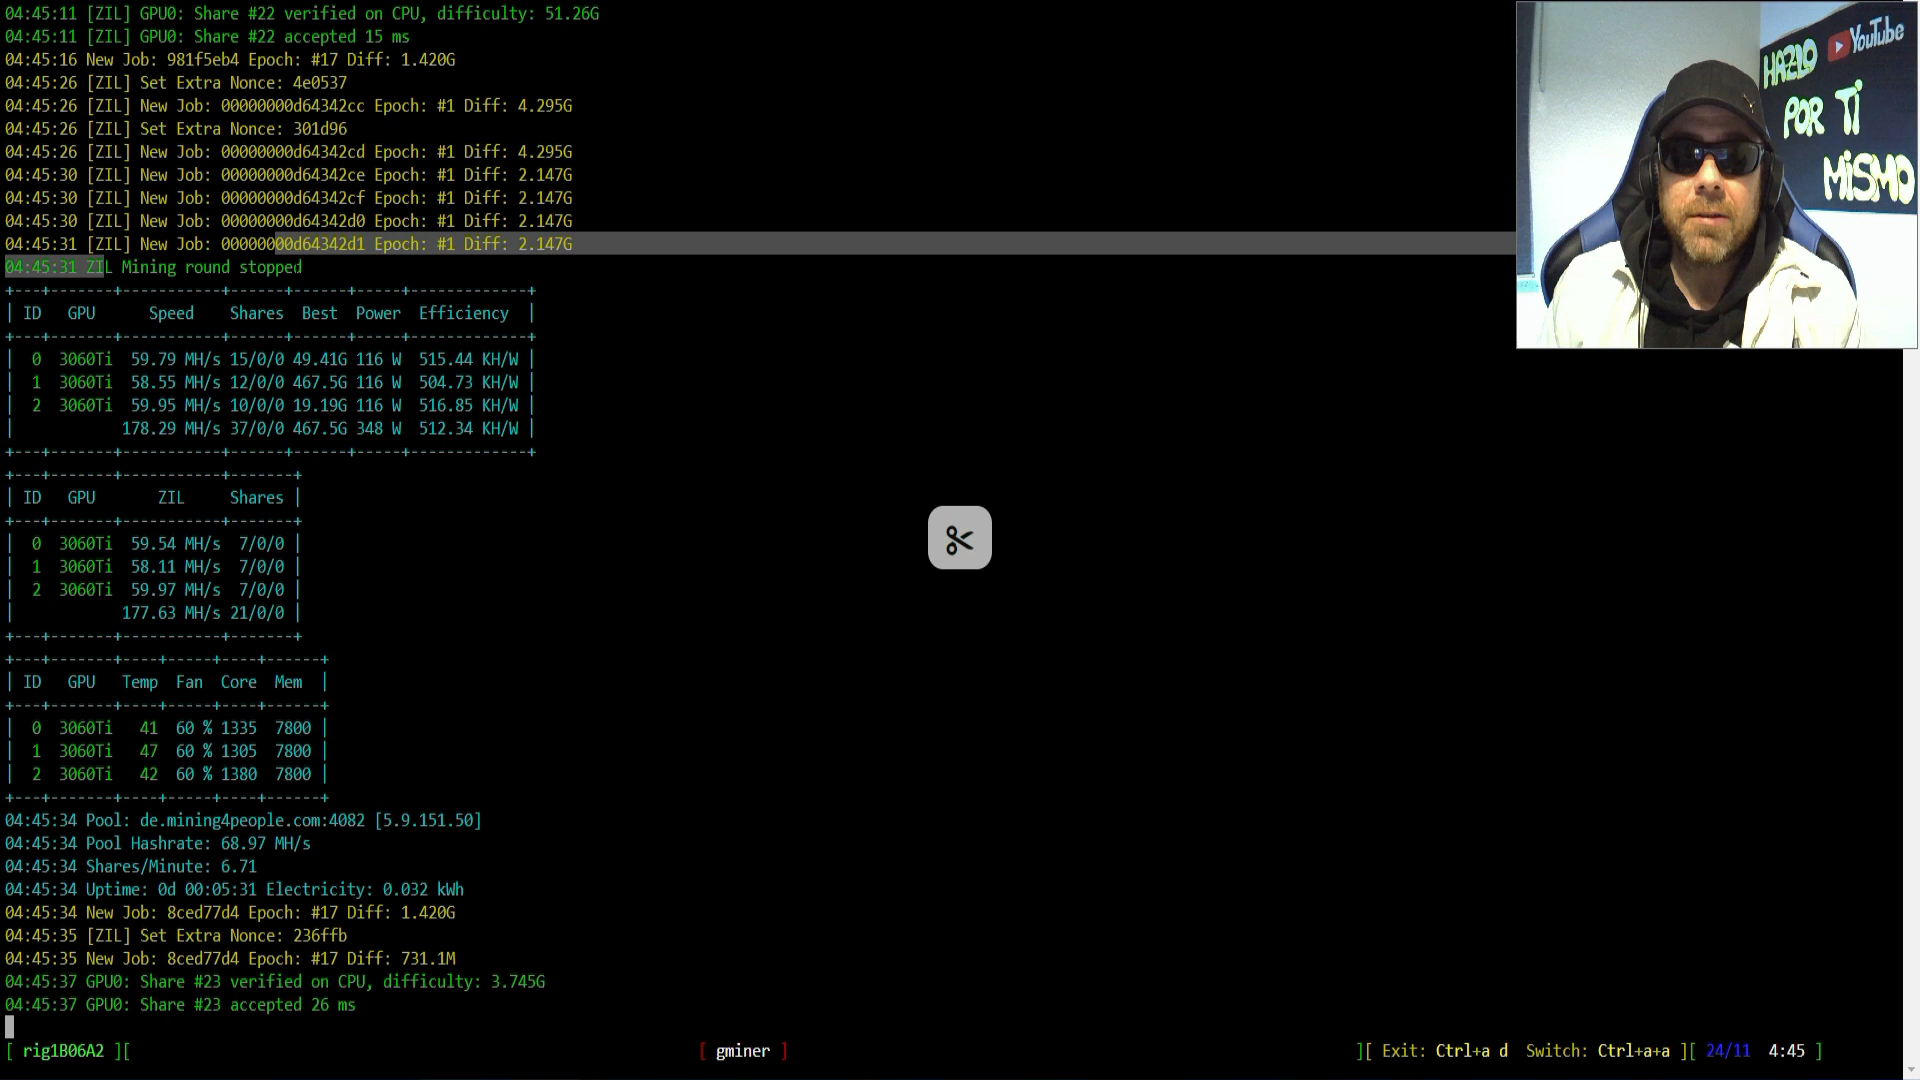 04:45:11 [ZIL] GPU0: Share #22 verified on CPU, difficulty: 51.26G
04:45:11 [ZIL] GPU0: Share #22 accepted 15 ms
04:45:16 New Job: 981f5eb4 Epoch: #17 Diff: 1.420G
04:45:26 [ZIL] Set Extra Nonce: 4e0537
04:45:26 [ZIL] New Job: 00000000d64342cc Epoch: #1 Diff: 4.295G
04:45:26 [ZIL] Set Extra Nonce: 301d96
04:45:26 [ZIL] New Job: 00000000d64342cd Epoch: #1 Diff: 4.295G
04:45:30 [ZIL] New Job: 00000000d64342ce Epoch: #1 Diff: 2.147G
04:45:30 [ZIL] New Job: 00000000d64342cf Epoch: #1 Diff: 2.147G
04:45:30 [ZIL] New Job: 00000000d64342d0 Epoch: #1 Diff: 2.147G
04:45:31 [ZIL] New Job: 00000000d64342d1 Epoch: #1 Diff: 2.147G
04:45:31 ZIL Mining round stopped
ID GPU Speed Shares Best Power Efficiency
0 3060Ti 59.79 MH/s 15/0/0 49.41G 116 W 515.44 KH/W
1 3060Ti 58.55 MH/s 12/0/0 467.5G 116 W 504.73 KH/W
2 3060Ti 59.95 MH/s 10/0/0 19.19G 116 W 516.85 KH/W
178.29 MH/s 37/0/0 467.5G 348 W 512.34 KH/W
ID GPU ZIL Shares
0 3060Ti 59.54 MH/s 7/0/0
1 3060Ti 58.11 MH/s 7/0/0
2 3060Ti 59.97 MH/s 7/0/0
177.63 MH/s 21/0/0
ID GPU Temp Fan Core Mem
0 3060Ti 41 60 % 1335 7800
1 3060Ti 47 60 % 1305 7800
2 3060Ti 42 60 % 1380 7800
04:45:34 Pool: de.mining4people.com:4082 [5.9.151.50]
04:45:34 Pool Hashrate: 68.97 MH/s
04:45:34 Shares/Minute: 6.71
04:45:34 Uptime: 0d 00:05:31 Electricity: 0.032 kWh
04:45:34 New Job: 8ced77d4 Epoch: #17 Diff: 1.420G
04:45:35 [ZIL] Set Extra Nonce: 236ffb
04:45:35 New Job: 8ced77d4 Epoch: #17 Diff: 731.1M
04:45:37 GPU0: Share #23 verified on CPU, difficulty: 3.745G
04:45:37 GPU0: Share #23 accepted 26 ms
[ rig1B06A2 ][ [ gminer ] ][ Exit: Ctrl+a d Switch: Ctrl+a+a ][ 24/11 4:45 ]
YouTube
HAZLO
POR TI
MiSMO